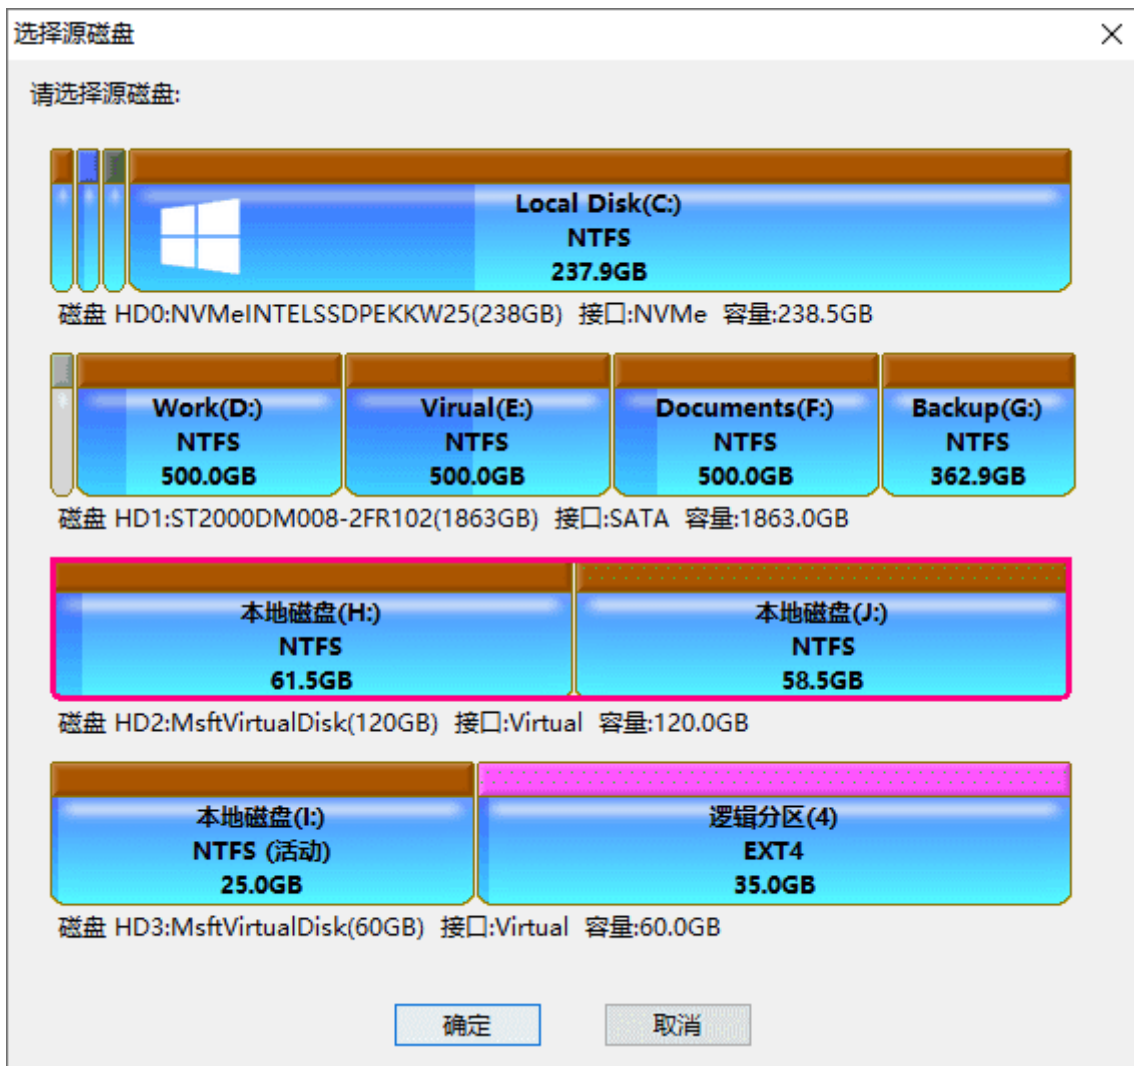 选择源磁盘
请选择源磁盘:
Local Disk(C:)
NTFS
237.9GB
磁盘 HD0:NVMeINTELSSDPEKKW25(238GB) 接口:NVMe 容量:238.5GB
Work(D:) Virual(E:) Documents(F:) Backup(G:)
NTFS NTFS NTFS NTFS
500.0GB 500.0GB 500.0GB 362.9GB
磁盘 HD1:ST2000DM008-2FR102(1863GB) 接口:SATA 容量:1863.0GB
本地磁盘(H:) 本地磁盘(J:)
NTFS NTFS
61.5GB 58.5GB
磁盘 HD2:MsftVirtualDisk(120GB) 接口:Virtual 容量:120.0GB
本地磁盘(I:) 逻辑分区(4)
NTFS (活动) EXT4
25.0GB 35.0GB
磁盘 HD3:MsftVirtualDisk(60GB) 接口:Virtual 容量:60.0GB
确定 取消